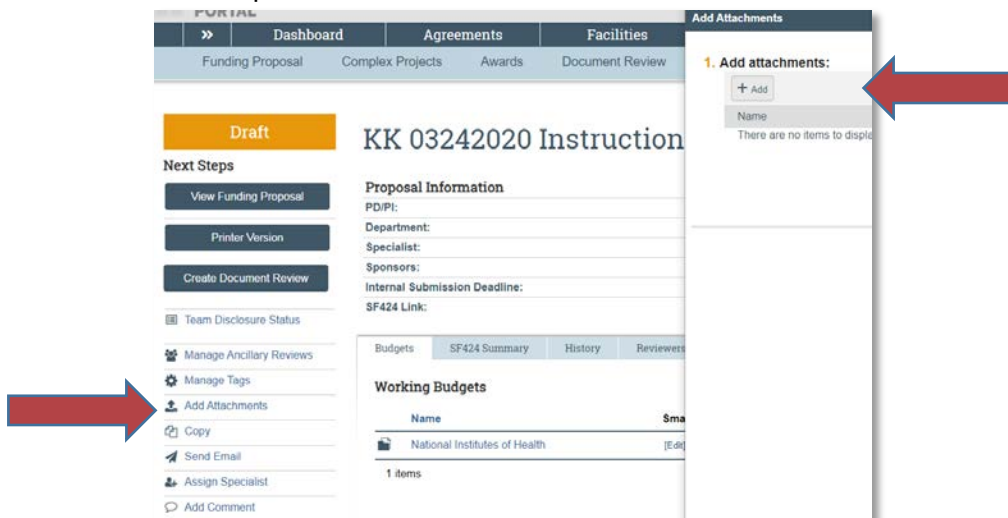 PORTAL
Add Attachments
» Dashboard Agreements Facilities
Funding Proposal Complex Projects Awards Document Review
1. Add attachments:
+ Add
Name
There are no items to displa
Draft
KK 03242020 Instruction
Next Steps
View Funding Proposal
Printer Version
Create Document Review
Proposal Information
PD/PI:
Department:
Specialist:
Sponsors:
Internal Submission Deadline:
SF424 Link:
Team Disclosure Status
Manage Ancillary Reviews
Manage Tags
Add Attachments
Copy
Send Email
Assign Specialist
Add Comment
Budgets SF424 Summary History Reviewers
Working Budgets
Name Sma
National Institutes of Health [Edit]
1 items